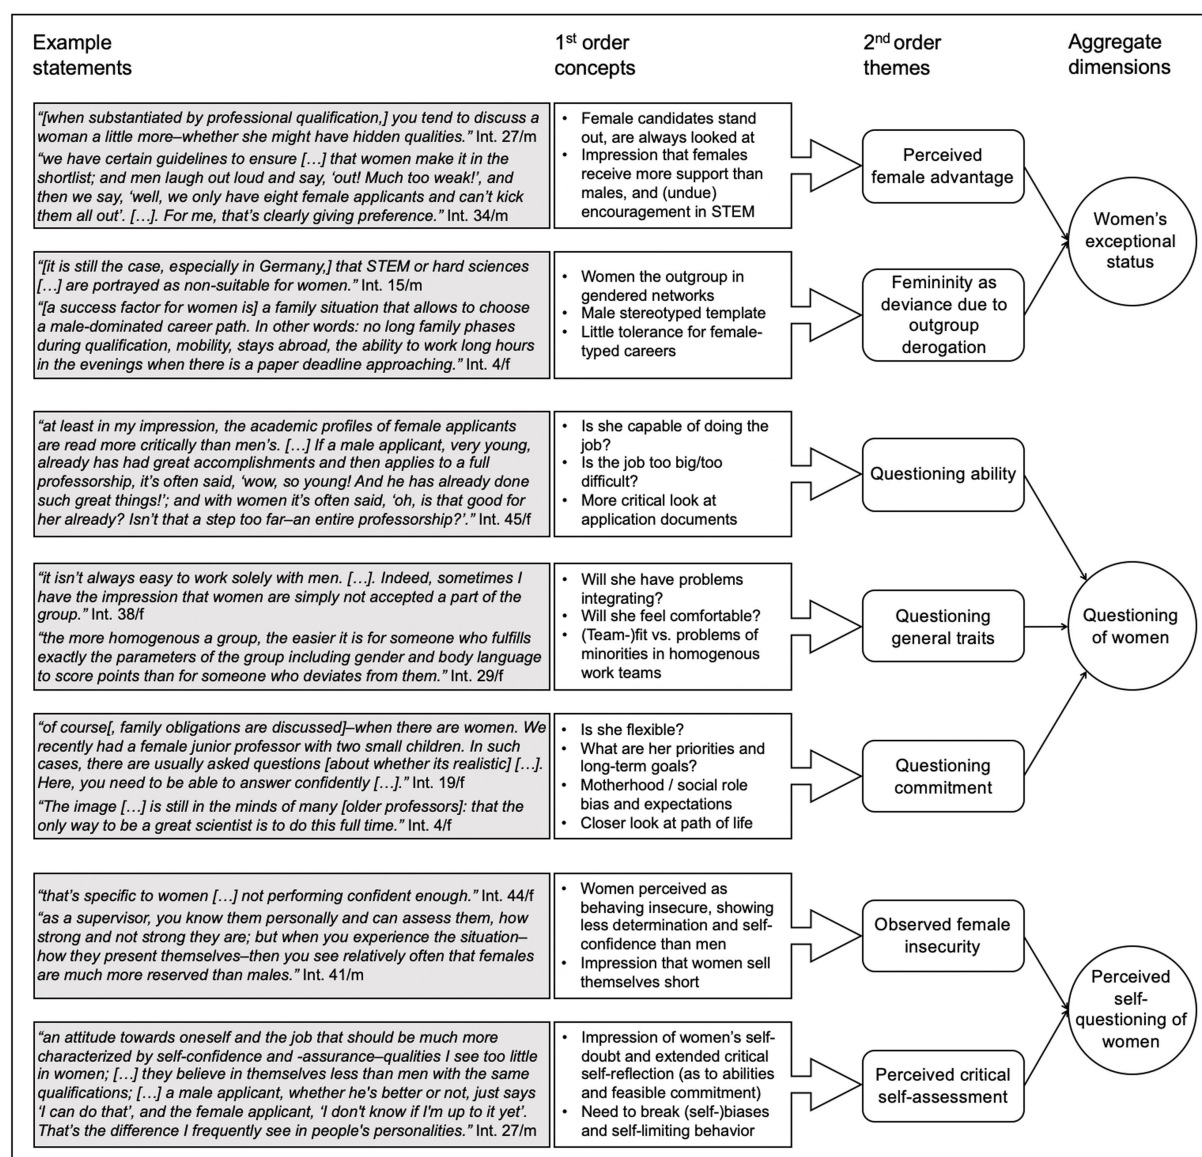 Example
statements
1st order
concepts
2nd order
themes
Aggregate
dimensions
“[when substantiated by professional qualification,] you tend to discuss a
woman a little more–whether she might have hidden qualities.” Int. 27/m
“we have certain guidelines to ensure […] that women make it in the
shortlist; and men laugh out loud and say, ‘out! Much too weak!’, and
then we say, ‘well, we only have eight female applicants and can’t kick
them all out’. […]. For me, that’s clearly giving preference.” Int. 34/m
• Female candidates stand
out, are always looked at
• Impression that females
receive more support than
males, and (undue)
encouragement in STEM
Perceived
female advantage
Women’s
exceptional
status
“[it is still the case, especially in Germany,] that STEM or hard sciences
[…] are portrayed as non-suitable for women.” Int. 15/m
“[a success factor for women is] a family situation that allows to choose
a male-dominated career path. In other words: no long family phases
during qualification, mobility, stays abroad, the ability to work long hours
in the evenings when there is a paper deadline approaching.” Int. 4/f
• Women the outgroup in
gendered networks
• Male stereotyped template
• Little tolerance for female-
typed careers
Femininity as
deviance due to
outgroup
derogation
“at least in my impression, the academic profiles of female applicants
are read more critically than men’s. […] If a male applicant, very young,
already has had great accomplishments and then applies to a full
professorship, it’s often said, ‘wow, so young! And he has already done
such great things!’; and with women it’s often said, ‘oh, is that good for
her already? Isn’t that a step too far–an entire professorship?’.” Int. 45/f
• Is she capable of doing the
job?
• Is the job too big/too
difficult?
• More critical look at
application documents
Questioning ability
“it isn’t always easy to work solely with men. […]. Indeed, sometimes I
have the impression that women are simply not accepted a part of the
group.” Int. 38/f
“the more homogenous a group, the easier it is for someone who fulfills
exactly the parameters of the group including gender and body language
to score points than for someone who deviates from them.” Int. 29/f
• Will she have problems
integrating?
• Will she feel comfortable?
• (Team-)fit vs. problems of
minorities in homogenous
work teams
Questioning
general traits
Questioning
of women
“of course[, family obligations are discussed]–when there are women. We
recently had a female junior professor with two small children. In such
cases, there are usually asked questions [about whether its realistic] […].
Here, you need to be able to answer confidently […].” Int. 19/f
“The image […] is still in the minds of many [older professors]: that the
only way to be a great scientist is to do this full time.” Int. 4/f
• Is she flexible?
• What are her priorities and
long-term goals?
• Motherhood / social role
bias and expectations
• Closer look at path of life
Questioning
commitment
“that’s specific to women […] not performing confident enough.” Int. 44/f
“as a supervisor, you know them personally and can assess them, how
strong and not strong they are; but when you experience the situation–
how they present themselves–then you see relatively often that females
are much more reserved than males.” Int. 41/m
• Women perceived as
behaving insecure, showing
less determination and self-
confidence than men
• Impression that women sell
themselves short
Observed female
insecurity
Perceived
self-
questioning of
women
“an attitude towards oneself and the job that should be much more
characterized by self-confidence and -assurance–qualities I see too little
in women; […] they believe in themselves less than men with the same
qualifications; […] a male applicant, whether he's better or not, just says
‘I can do that’, and the female applicant, ‘I don't know if I'm up to it yet’.
That's the difference I frequently see in people's personalities.” Int. 27/m
• Impression of women’s self-
doubt and extended critical
self-reflection (as to abilities
and feasible commitment)
• Need to break (self-)biases
and self-limiting behavior
Perceived critical
self-assessment